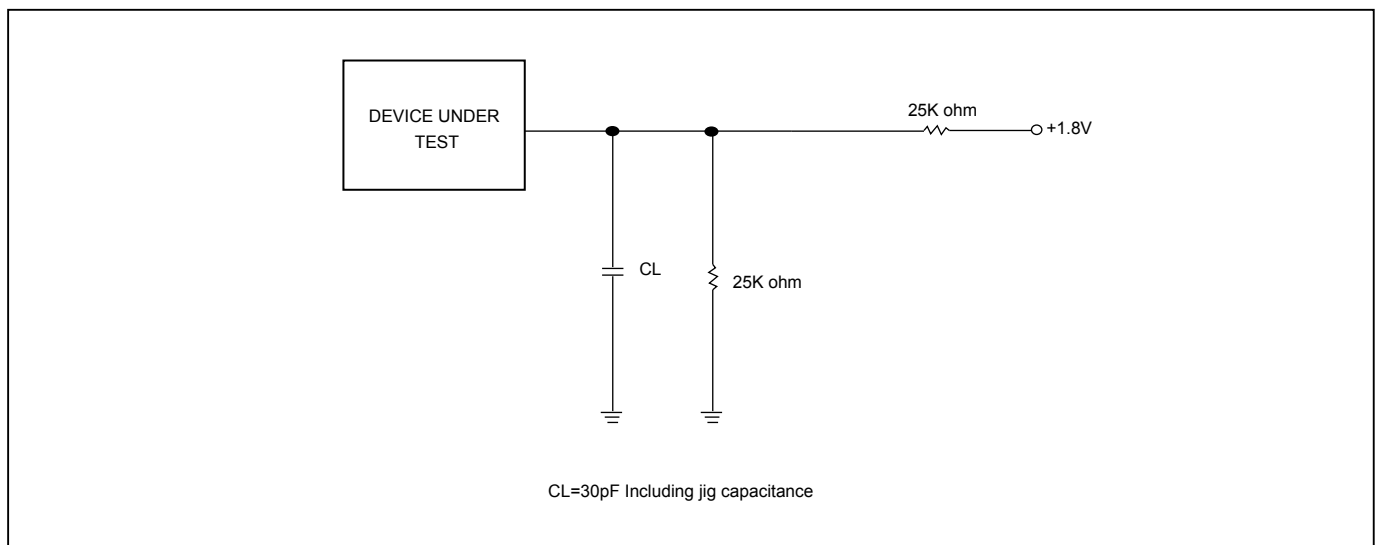 DEVICE UNDER
TEST
25K ohm
+1.8V
CL
25K ohm
CL=30pF Including jig capacitance